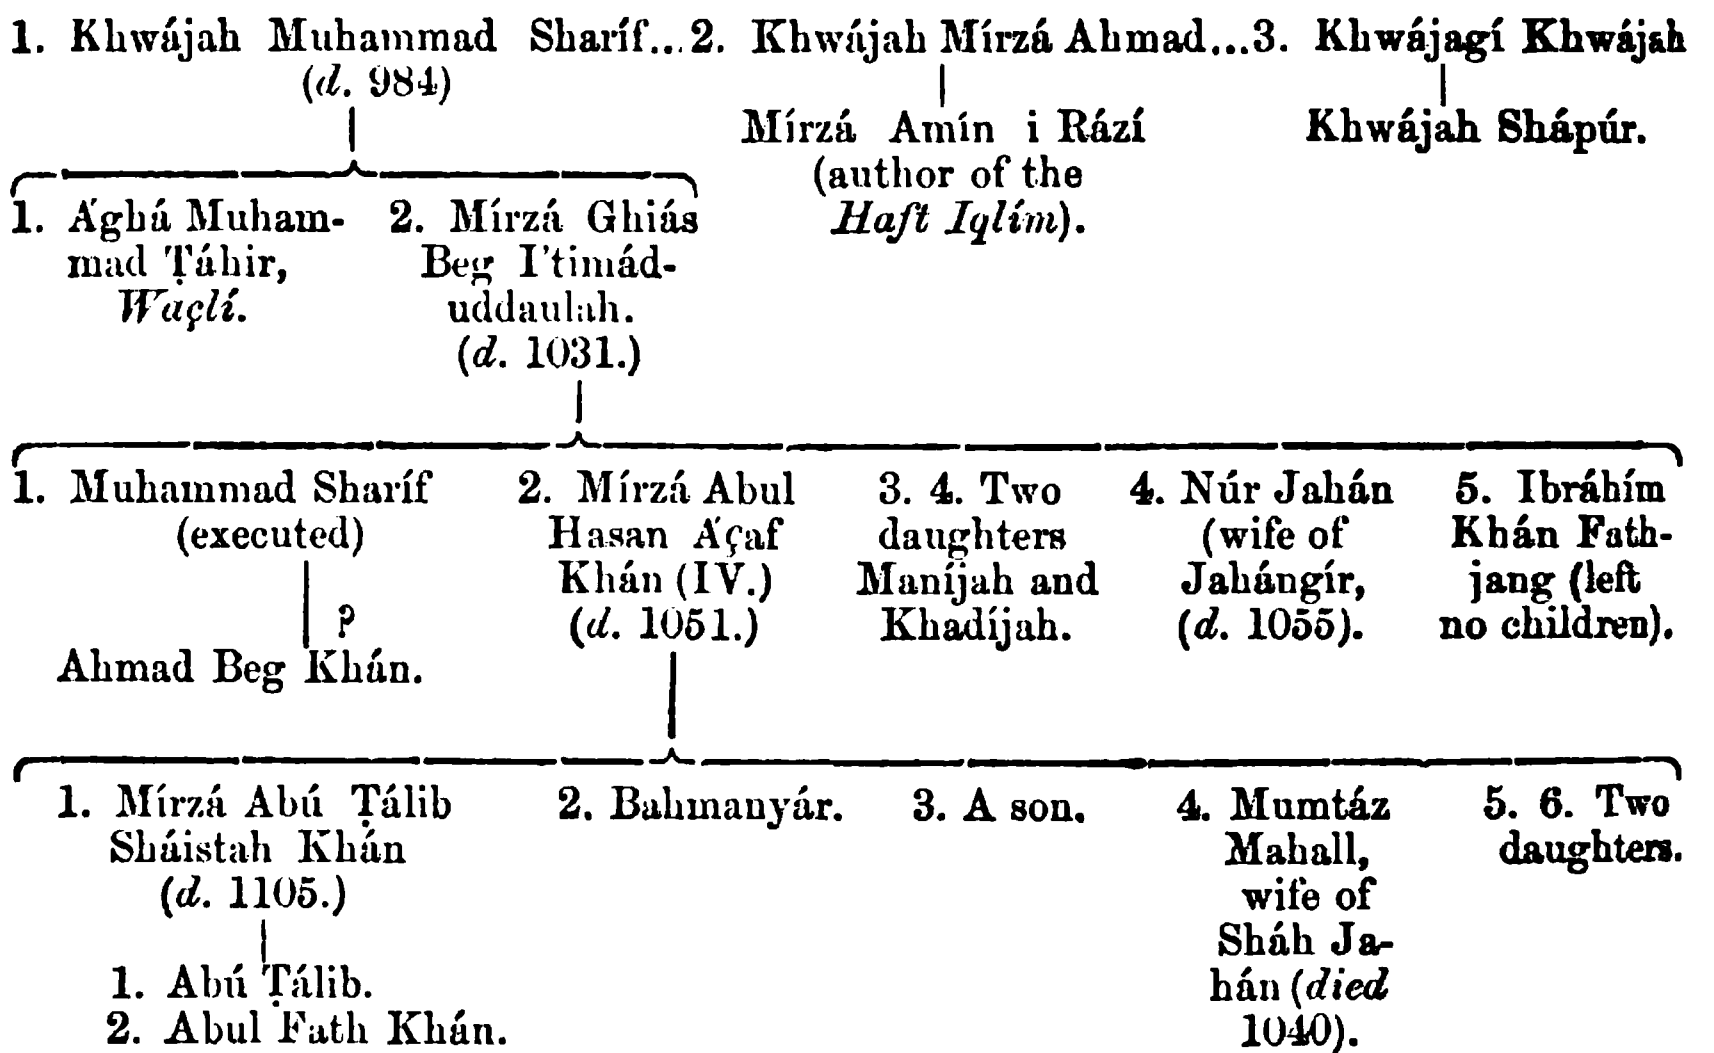 1. Khwájah Muhammad Sharíf...2. Khwájah Mírzá Ahmad...3. Khwájagí Khwájah
(d. 984)
Mírzá Amín i Rází
(author of the
Haft Iqlím).
Khwájah Shápúr.
1. Ághá Muham-
mad Ṭáhir,
Waçlí.
2. Mírzá Ghiás
Beg I'timád-
uddaulah.
(d. 1031.)
1. Muhammad Sharíf
(executed)
?
Ahmad Beg Khán.
2. Mírzá Abul
Hasan Áçaf
Khán (IV.)
(d. 1051.)
3. 4. Two
daughters
Maníjah and
Khadíjah.
4. Núr Jahán
(wife of
Jahángír,
(d. 1055).
5. Ibráhím
Khán Fath-
jang (left
no children).
1. Mírzá Abú Ṭálib
Sháistah Khán
(d. 1105.)
1. Abú Ṭálib.
2. Abul Fath Khán.
2. Bahmanyár.
3. A son.
4. Mumtáz
Mahall,
wife of
Sháh Ja-
hán (died
1040).
5. 6. Two
daughters.